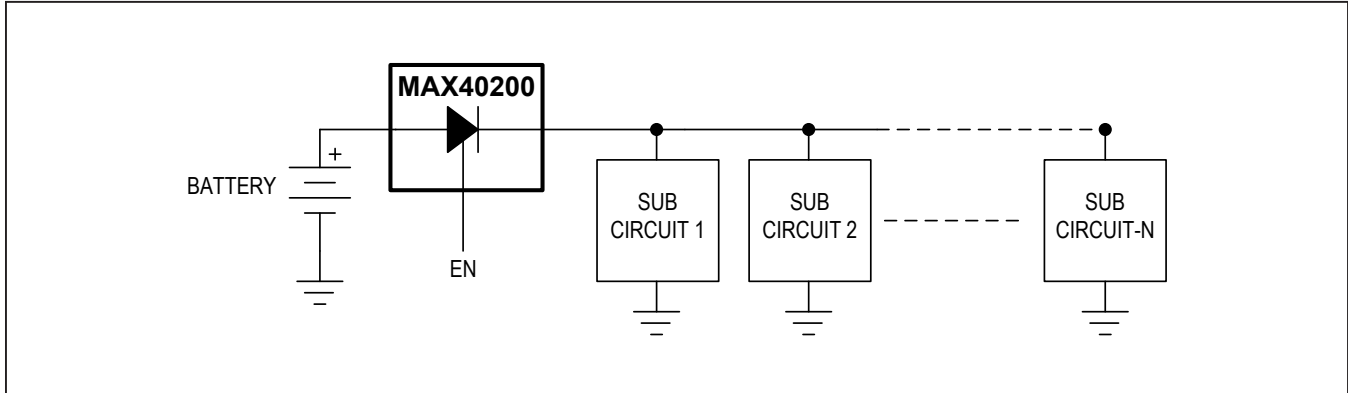 MAX40200
+
BATTERY
EN
SUB
CIRCUIT 1
SUB
CIRCUIT 2
SUB
CIRCUIT-N